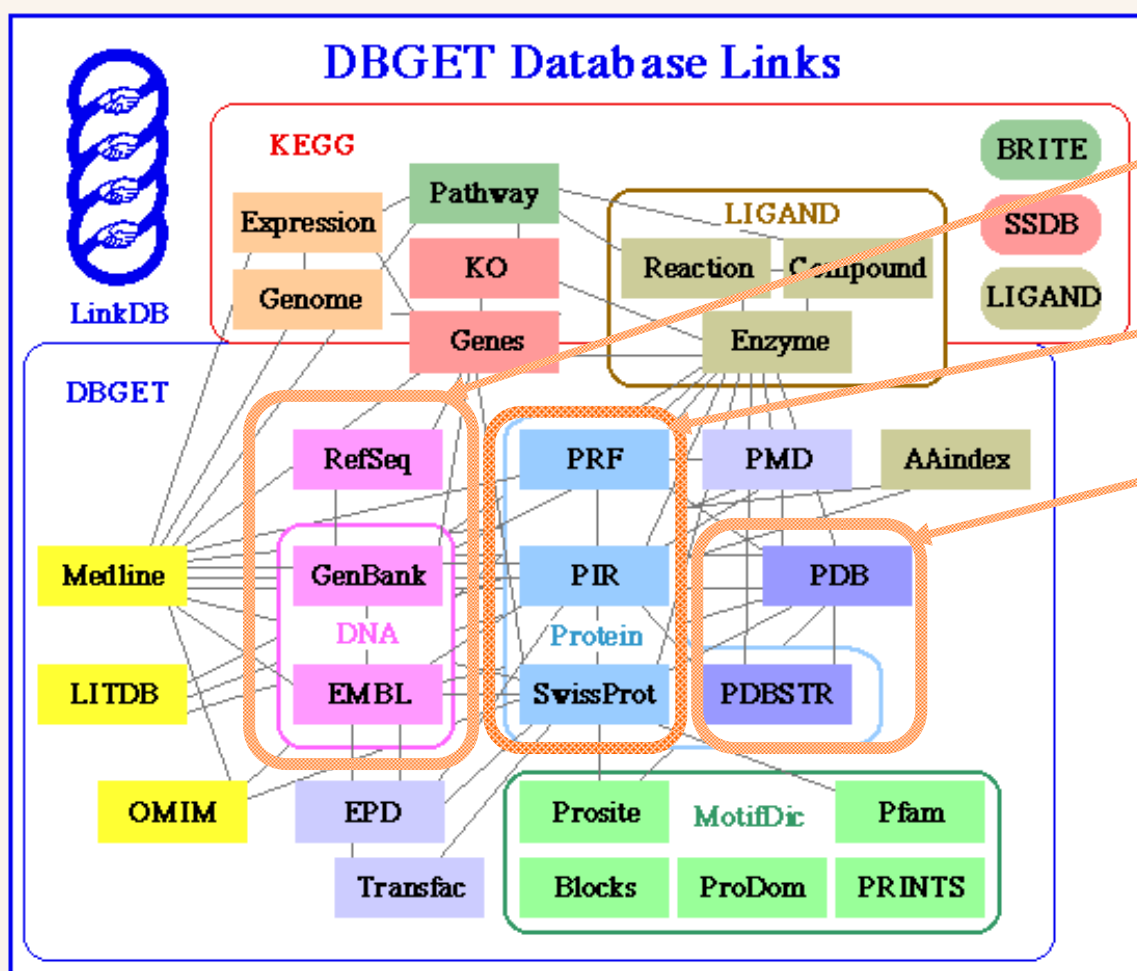 DBGET Database Links
KEGG
BRITE
Pathway
Expression
LIGAND
SSDB
KO
Reaction
Compound
Genome
LIGAND
LinkDB
Genes
Enzyme
DBGET
RefSeq
PRF
PMD
AAindex
Medline
GenBank
PIR
PDB
DNA
Protein
LITDB
EMBL
SwissProt
PDBSTR
OMIM
EPD
Prosite
MotifDic
Pfam
Transfac
Blocks
ProDom
PRINTS